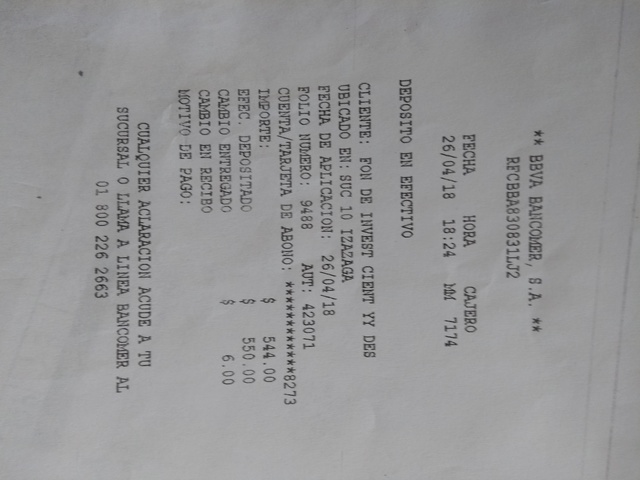 ** BBVA BANCOMER, S.A. **
RFCBBA830831LJ2
FECHA HORA CAJERO
26/04/18 18:24 MM 7174
DEPOSITO EN EFECTIVO
CLIENTE: FON DE INVEST CIENT YY DES
UBICADO EN: SUC 10 IZAZAGA
FECHA DE APLICACION: 26/04/18
FOLIO NUMERO: 9488 AUT: 423071
CUENTA/TARJETA DE ABONO: ************8273
IMPORTE: $ 544.00
EFEC. DEPOSITADO $ 550.00
CAMBIO ENTREGADO $ 6.00
CAMBIO EN RECIBO
MOTIVO DE PAGO:
CUALQUIER ACLARACION ACUDE A TU
SUCURSAL O LLAMA A LINEA BANCOMER AL
01 800 226 2663